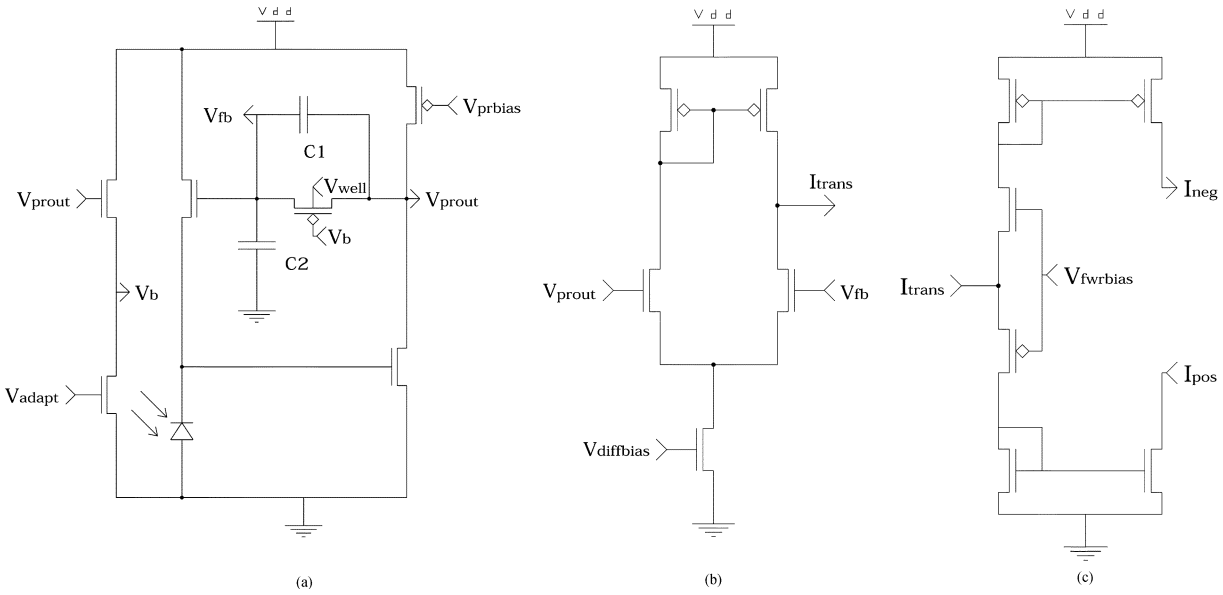 Vdd
Vfb
C1
Vprbias
Vprout
Vwell
Vprout
Vb
C2
Vb
Vadapt
(a)
Vdd
Itrans
Vprout
Vfb
Vdiffbias
(b)
Vdd
Ineg
Itrans
Vfwrbias
Ipos
(c)